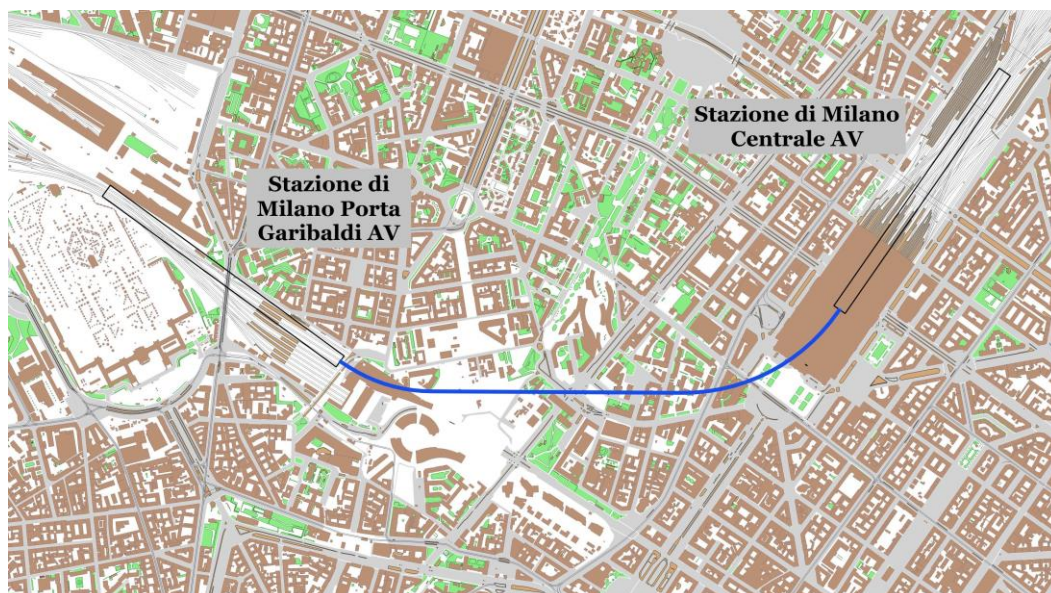 Stazione di Milano
Centrale AV
Stazione di
Milano Porta
Garibaldi AV